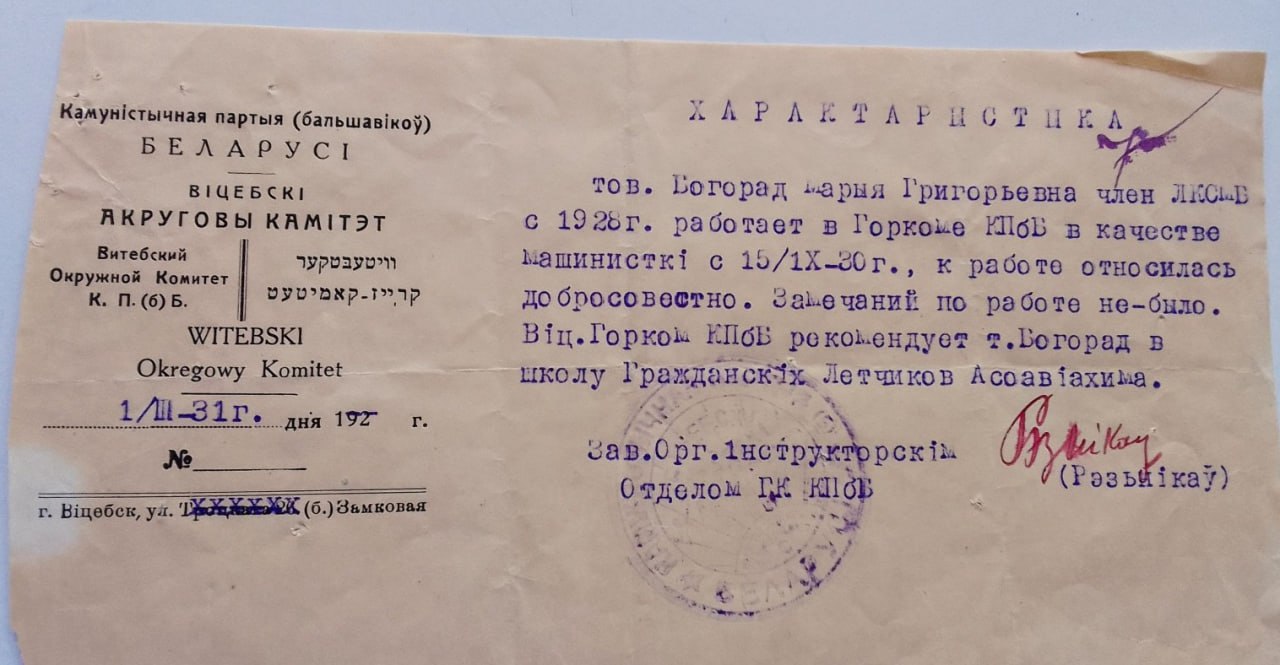 Камуністычная партыя (бальшавікоў)
БЕЛАРУСІ
ВІЦЕБСКІ
АКРУГОВЫ КАМІТЭТ
Витебский
Окружной Комитет
К. П. (б) Б.
וויטעבסקער
קרייז-קאמיטעט
WITEBSKI
Okregowy Komitet
1/III-31г. дня 192 г.
№
г. Віцебск, ул. (б.) Замковая
ХАРАКТАРИСТИКА
тов. Богорад Марыя Григорьевна член ЛКСМБ
с 1928г. работает в Горкоме КПбБ в качестве
машинисткі с 15/1Х-30г., к работе относилась
добросовестно. Замечаний по работе не-было.
Віц.Горком КПбБ рекомендует т.Богорад в
школу Гражданскіх Летчиков Асоавіахима.
Зав.Орг.1нструкторскім
Отделом ГК КПбБ
(Рэзьнікаў)